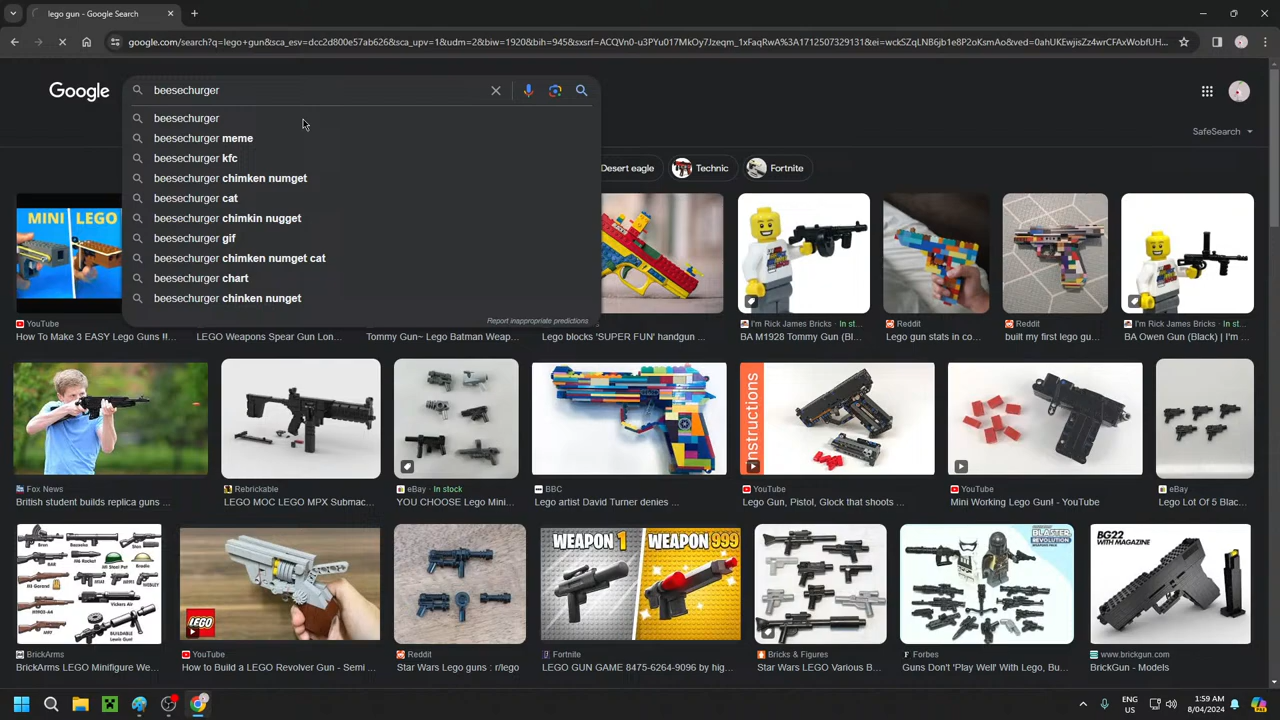 lego gun - Google Search
google.com/search?q=lego+gun&sca_esv=dcc2d800e57ab626&sca_upv=1&udm=2&biw=1920&bih=945&sxsrf=ACQVn0-u3PYu017MkOy7Jzeqm_1xFaqRwA%3A1712507329131&ei=wckSZqLNB6jb1e8P2oKsmAo&ved=0ahUKEwjisZz4wrCFAxWobfUH...
Google
beesechurger
SafeSearch
beesechurger
beesechurger meme
beesechurger kfc
beesechurger chimken numget
beesechurger cat
beesechurger chimkin nugget
beesechurger gif
beesechurger chimken numget cat
beesechurger chart
beesechurger chinken nunget
Report inappropriate predictions
Desert eagle
Technic
Fortnite
MINI LEGO
YouTube
I'm Rick James Bricks · In st...
Reddit
Reddit
I'm Rick James Bricks · In st...
How To Make 3 EASY Lego Guns !!...
LEGO Weapons Spear Gun Lon...
Tommy Gun~ Lego Batman Weap...
Lego blocks 'SUPER FUN' handgun ...
BA M1928 Tommy Gun (Bl...
Lego gun stats in co...
built my first lego gu...
BA Owen Gun (Black) | I'm ...
Instructions
Fox News
Rebrickable
eBay · In stock
BBC
YouTube
YouTube
eBay
British student builds replica guns ...
LEGO MOC LEGO MPX Submac...
YOU CHOOSE Lego Mini...
Lego artist David Turner denies ...
Lego Gun, Pistol, Glock that shoots ...
Mini Working Lego Gun! - YouTube
Lego Lot Of 5 Blac...
LEGO
WEAPON 1
WEAPON 999
BLASTER
REVOLUTION
BG22
WITH MAGAZINE
BrickArms
YouTube
Reddit
Fortnite
Bricks & Figures
Forbes
www.brickgun.com
BrickArms LEGO Minifigure We...
How to Build a LEGO Revolver Gun - Semi ...
Star Wars Lego guns : r/lego
LEGO GUN GAME 8475-6264-9096 by hig...
Star Wars LEGO Various B...
Guns Don't 'Play Well' With Lego, Bu...
BrickGun - Models
ENG
US
1:59 AM
8/04/2024